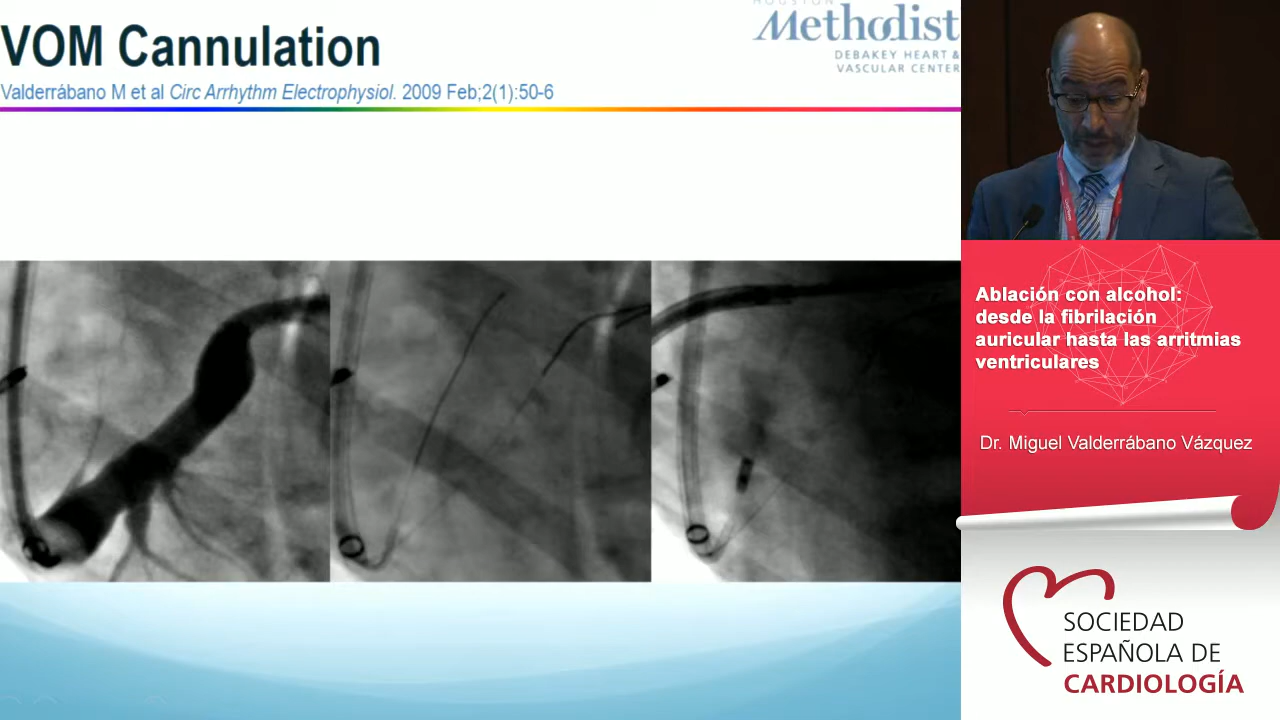 VOM Cannulation
Valderrábano M et al Circ Arrhythm Electrophysiol. 2009 Feb;2(1):50-6
HOUSTON
Methodist
DEBAKEY HEART &
VASCULAR CENTER
Ablación con alcohol:
desde la fibrilación
auricular hasta las arritmias
ventriculares
Dr. Miguel Valderrábano Vázquez
SOCIEDAD
ESPAÑOLA DE
CARDIOLOGÍA